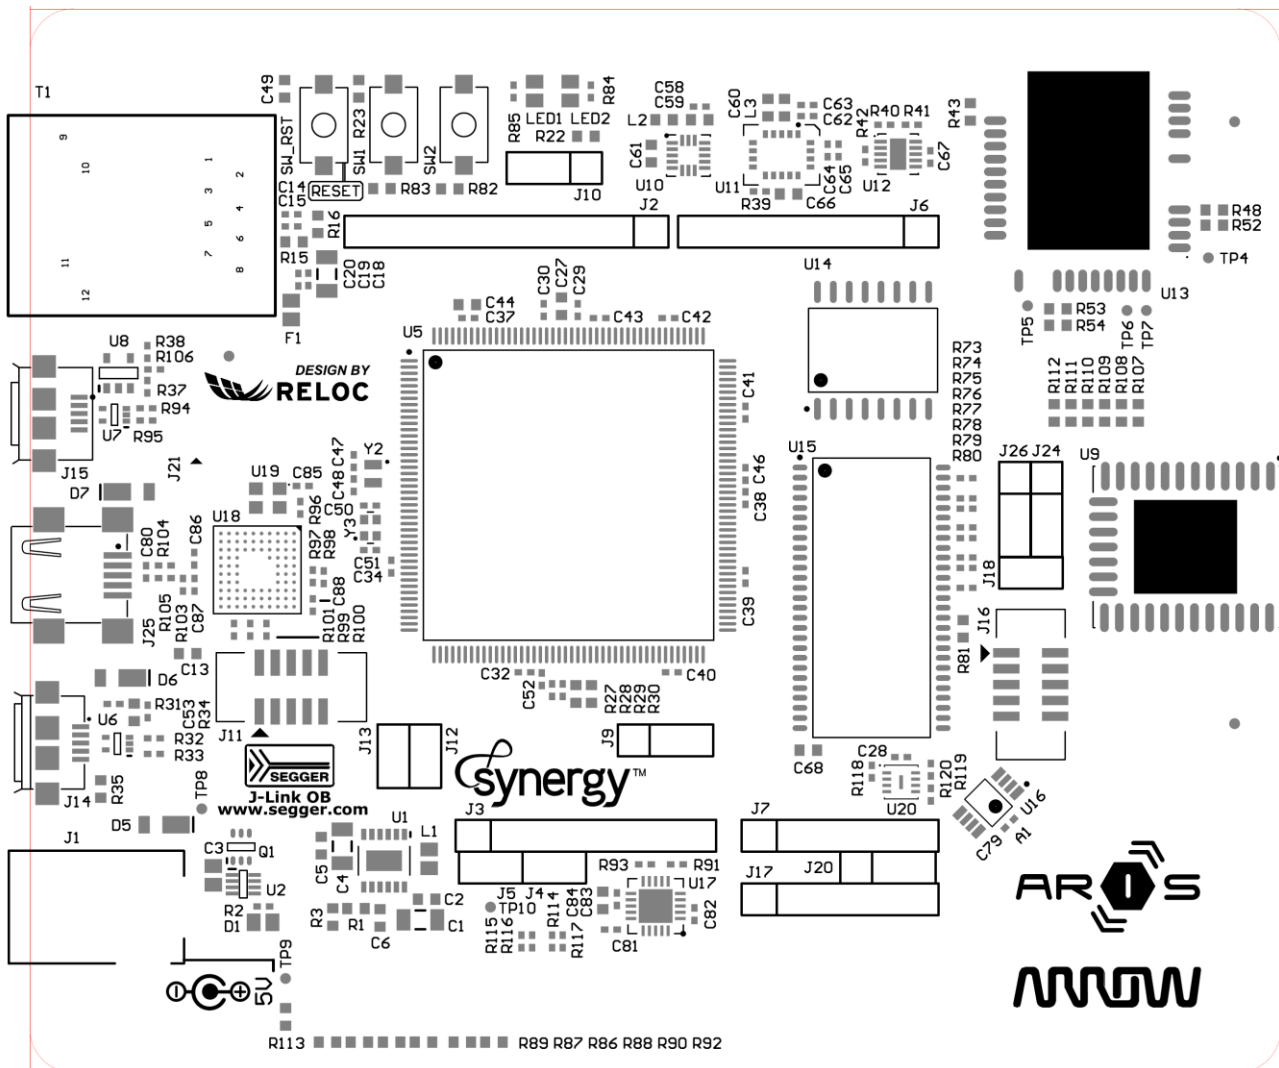 T1
C49
SW_RST
R23
SW1
SW2
R85
LED1 LED2
R84
R22
C58
C59
L2
C61
C60
L3
C63
C62
R40 R41
R42
R43
C67
U10
U11
C64
C65
U12
9
10
1
2
3
4
5
6
7
8
11
12
C14
RESET
R83
R82
J10
R39
C66
C15
R16
J2
J6
R48
R52
R15
C20
C19
C18
TP4
U14
U13
C30
C27
C29
F1
C44
C37
C43
C42
TP5
R53
R54
TP6
TP7
U5
U8
R38
R106
R37
DESIGN BY
RELOC
R73
R74
R75
R76
R77
R78
R79
R80
R112
R111
R110
R109
R108
R107
C41
R94
U7
R95
J15
J21
D7
U19
C85
C47
Y2
C48
U15
J26 J24
U9
C46
C38
R96
C50
Y3
U18
R97
R98
C51
C34
C80
R104
C86
J18
C88
C39
J25
R105
R103
C87
R101
R99
R100
J16
R81
C13
D6
C32
C52
C40
R27
R28
R29
R30
R31
C53
R34
U6
R32
R33
J11
J13
J12
J9
SEGGER
J-Link OB
www.segger.com
synergy™
C68
C28
R118
R120
R119
U20
U16
A1
C79
J14
R35
TP8
D5
J3
J7
J1
C3
Q1
U1
L1
C5
C4
U2
R93
R91
J20
J17
J5
J4
U17
C84
C83
C82
R2
D1
R3
R1
C6
C2
C1
TP10
R115
R116
R114
R117
C81
ARIS
TP9
5V
ARROW
R113
R89 R87 R86 R88 R90 R92